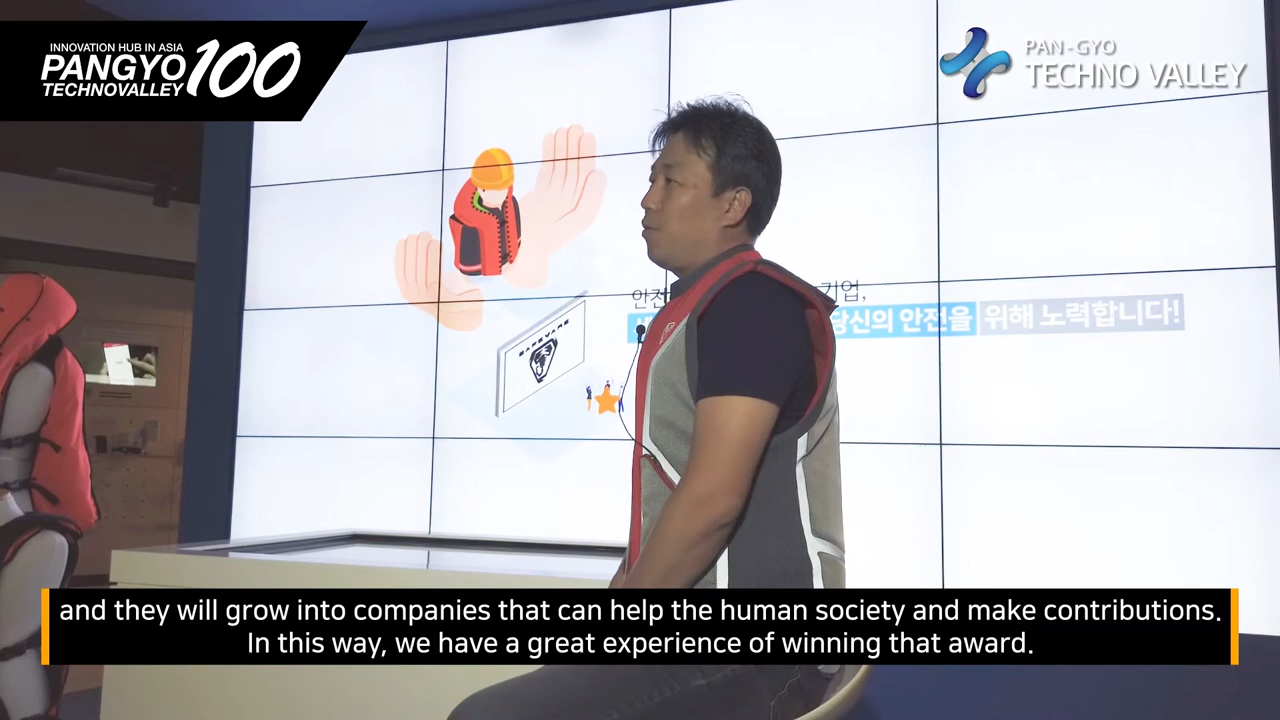 INNOVATION HUB IN ASIA
PANGYO
TECHNOVALLEY
100
PAN-GYO
TECHNO VALLEY
안전
기업,
당신의 안전을 위해 노력합니다!
SAFEWARE
and they will grow into companies that can help the human society and make contributions.
In this way, we have a great experience of winning that award.